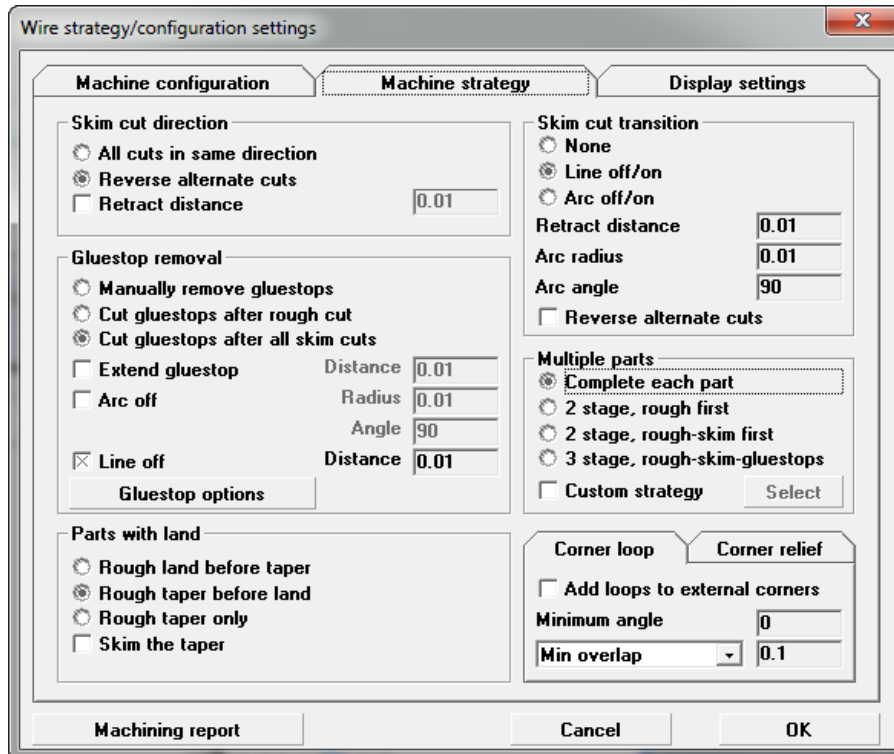 Wire strategy/configuration settings
Machine configuration
Machine strategy
Display settings
Skim cut direction
All cuts in same direction
Reverse alternate cuts
Retract distance 0.01
Gluestop removal
Manually remove gluestops
Cut gluestops after rough cut
Cut gluestops after all skim cuts
Extend gluestop Distance 0.01
Arc off Radius 0.01
Angle 90
Line off Distance 0.01
Gluestop options
Parts with land
Rough land before taper
Rough taper before land
Rough taper only
Skim the taper
Skim cut transition
None
Line off/on
Arc off/on
Retract distance 0.01
Arc radius 0.01
Arc angle 90
Reverse alternate cuts
Multiple parts
Complete each part
2 stage, rough first
2 stage, rough-skim first
3 stage, rough-skim-gluestops
Custom strategy Select
Corner loop
Corner relief
Add loops to external corners
Minimum angle 0
Min overlap 0.1
Machining report
Cancel
OK